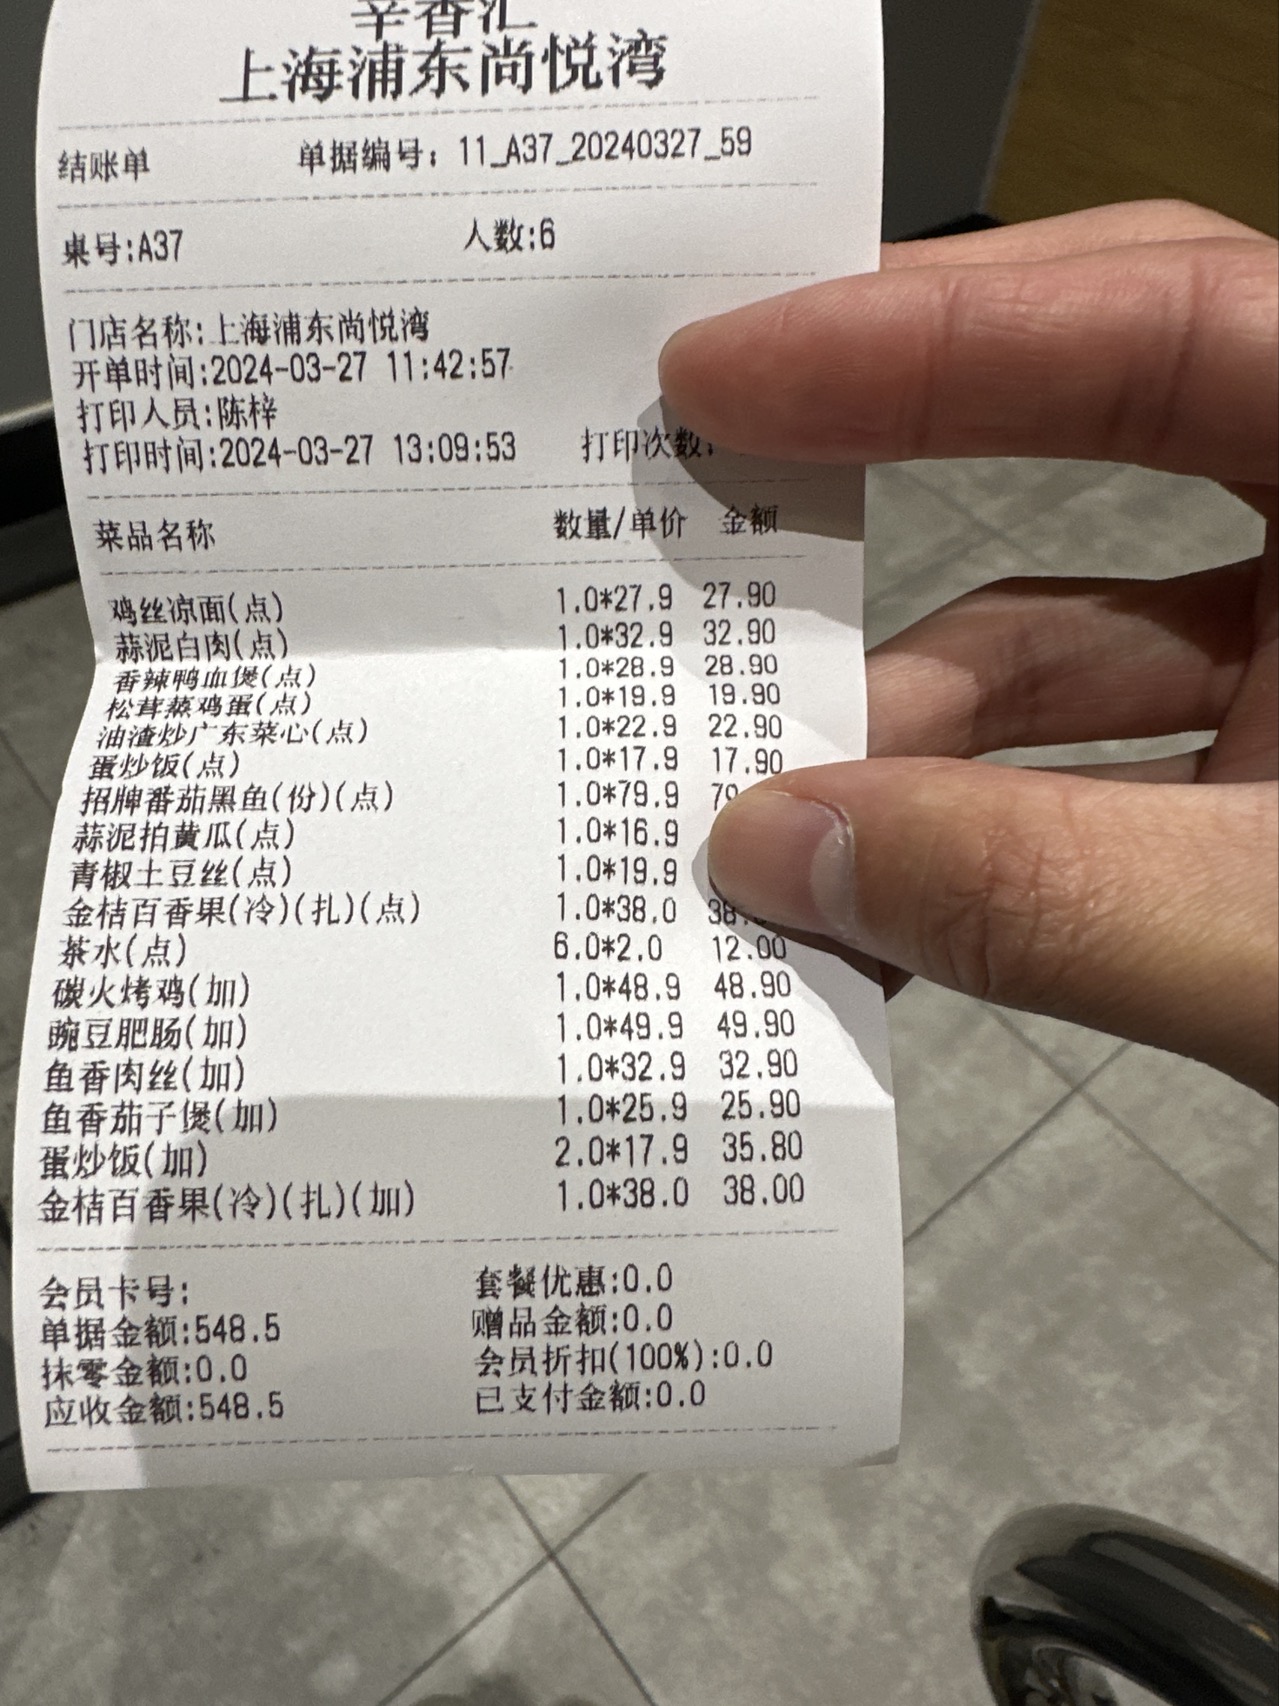 辛香汇
上海浦东尚悦湾
结账单 单据编号：11_A37_20240327_59
桌号:A37 人数:6
门店名称:上海浦东尚悦湾
开单时间:2024-03-27 11:42:57
打印人员:陈梓
打印时间:2024-03-27 13:09:53 打印次数:
菜品名称 数量/单价 金额
鸡丝凉面(点) 1.0*27.9 27.90
蒜泥白肉(点) 1.0*32.9 32.90
香辣鸭血煲(点) 1.0*28.9 28.90
松茸蒸鸡蛋(点) 1.0*19.9 19.90
油渣炒广东菜心(点) 1.0*22.9 22.90
蛋炒饭(点) 1.0*17.9 17.90
招牌番茄黑鱼(份)(点) 1.0*79.9 79
蒜泥拍黄瓜(点) 1.0*16.9
青椒土豆丝(点) 1.0*19.9
金桔百香果(冷)(扎)(点) 1.0*38.0 38.
茶水(点) 6.0*2.0 12.00
碳火烤鸡(加) 1.0*48.9 48.90
豌豆肥肠(加) 1.0*49.9 49.90
鱼香肉丝(加) 1.0*32.9 32.90
鱼香茄子煲(加) 1.0*25.9 25.90
蛋炒饭(加) 2.0*17.9 35.80
金桔百香果(冷)(扎)(加) 1.0*38.0 38.00
会员卡号: 套餐优惠:0.0
单据金额:548.5 赠品金额:0.0
抹零金额:0.0 会员折扣(100%):0.0
应收金额:548.5 已支付金额:0.0